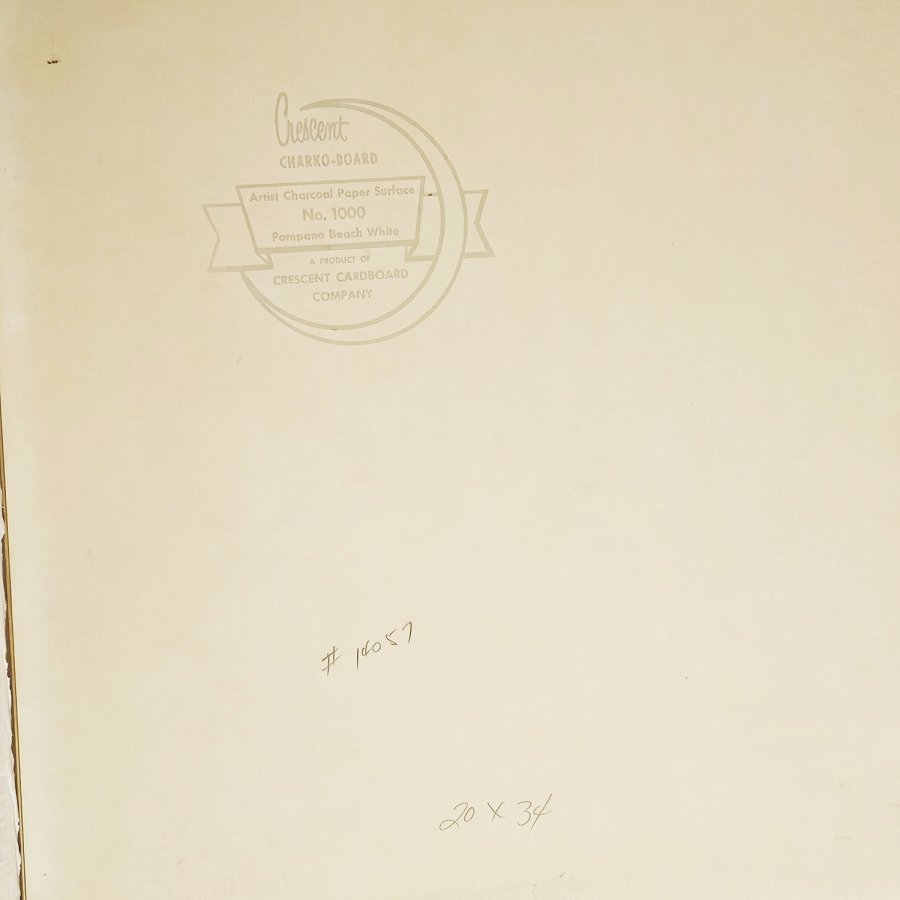 Crescent
CHARKO-BOARD
Artist Charcoal Paper Surface
No. 1000
Pompano Beach White
A PRODUCT OF
CRESCENT CARDBOARD
COMPANY
# 14057
20 X 34